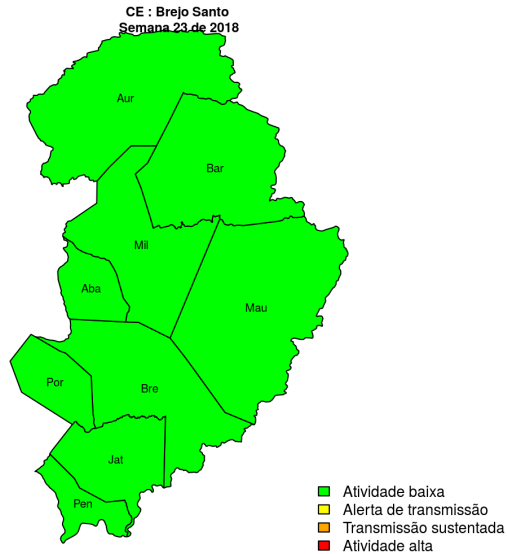 CE : Brejo Santo
Semana 23 de 2018
Aur
Bar
Mil
Aba
Mau
Por
Bre
Jat
Pen
Atividade baixa
Alerta de transmissão
Transmissão sustentada
Atividade alta